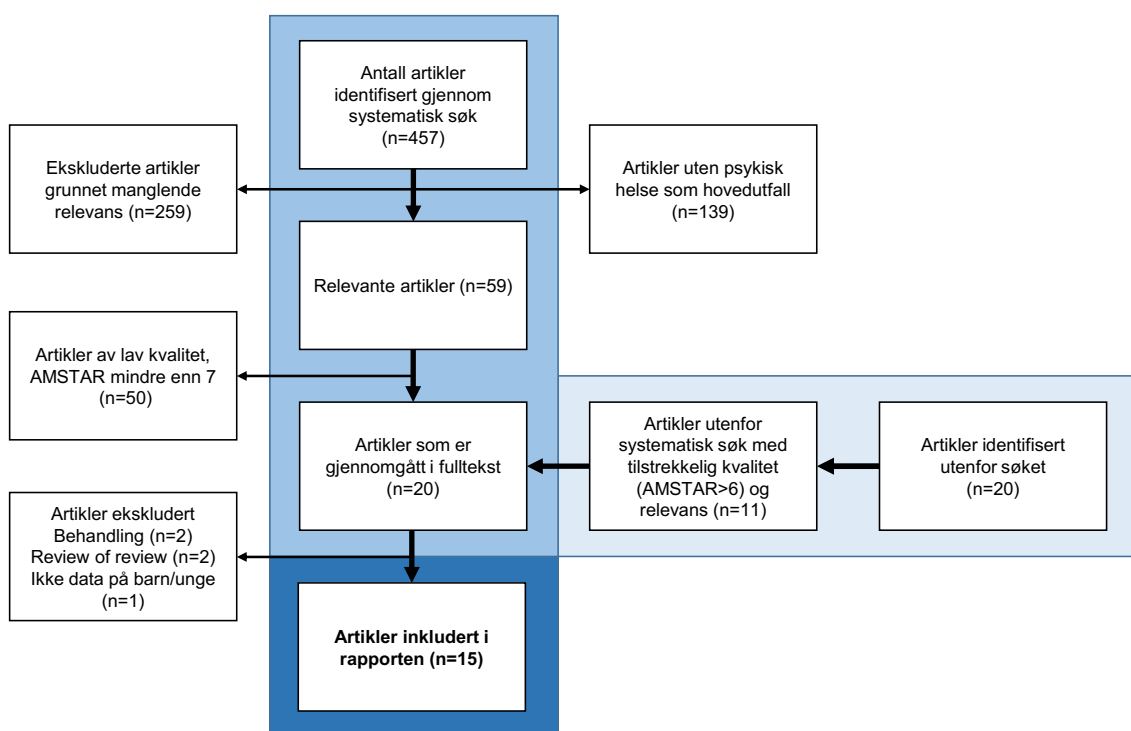 Antall artikler
identifisert gjennom
systematisk søk
(n=457)
Ekskluderte artikler
grunnet manglende
relevans (n=259)
Artikler uten psykisk
helse som hovedutfall
(n=139)
Relevante artikler (n=59)
Artikler av lav kvalitet,
AMSTAR mindre enn 7
(n=50)
Artikler som er
gjennomgått i fulltekst
(n=20)
Artikler utenfor
systematisk søk med
tilstrekkelig kvalitet
(AMSTAR>6) og
relevans (n=11)
Artikler identifisert
utenfor søket
(n=20)
Artikler ekskludert
Behandling (n=2)
Review of review (n=2)
Ikke data på barn/unge
(n=1)
Artikler inkludert i
rapporten (n=15)